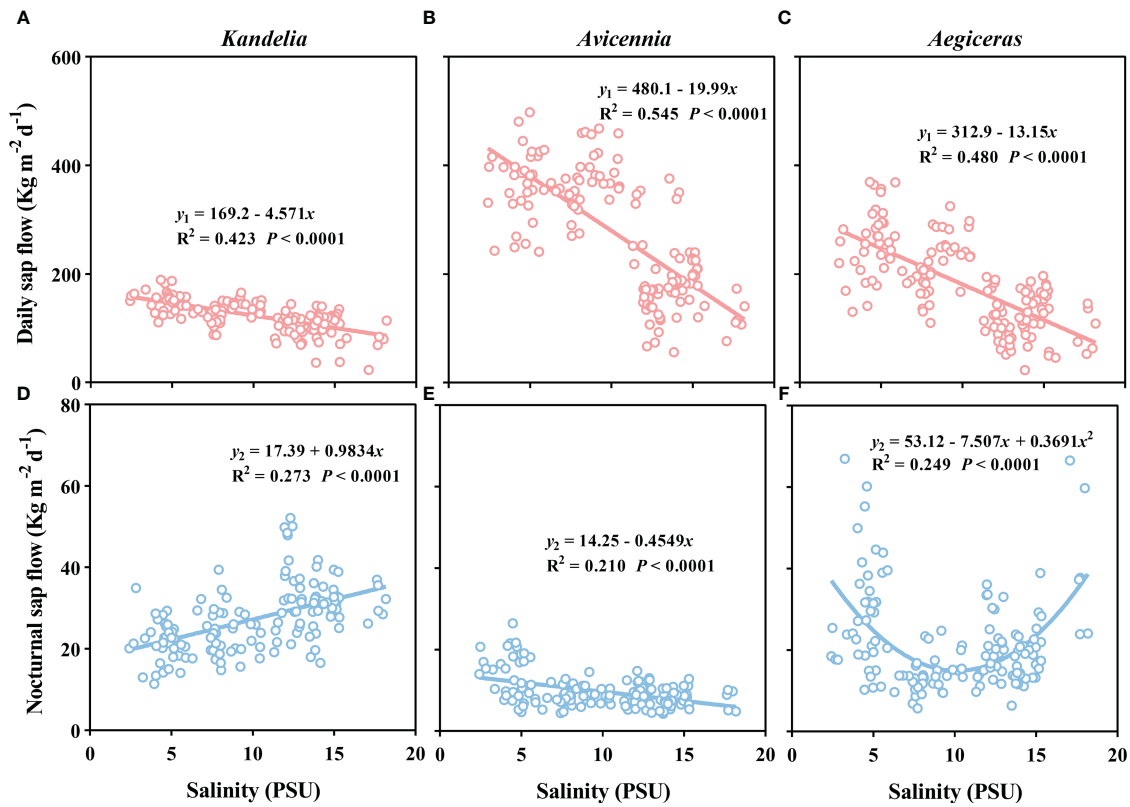 A
B
C
Kandelia
Avicennia
Aegiceras
600
400
200
0
Daily sap flow (Kg m⁻² d⁻¹)
y₁ = 169.2 - 4.571x
R² = 0.423 P < 0.0001
y₁ = 480.1 - 19.99x
R² = 0.545 P < 0.0001
y₁ = 312.9 - 13.15x
R² = 0.480 P < 0.0001
D
E
F
80
60
40
20
0
Nocturnal sap flow (Kg m⁻² d⁻¹)
y₂ = 17.39 + 0.9834x
R² = 0.273 P < 0.0001
y₂ = 14.25 - 0.4549x
R² = 0.210 P < 0.0001
y₂ = 53.12 - 7.507x + 0.3691x²
R² = 0.249 P < 0.0001
0 5 10 15 20
0 5 10 15 20
0 5 10 15 20
Salinity (PSU)
Salinity (PSU)
Salinity (PSU)